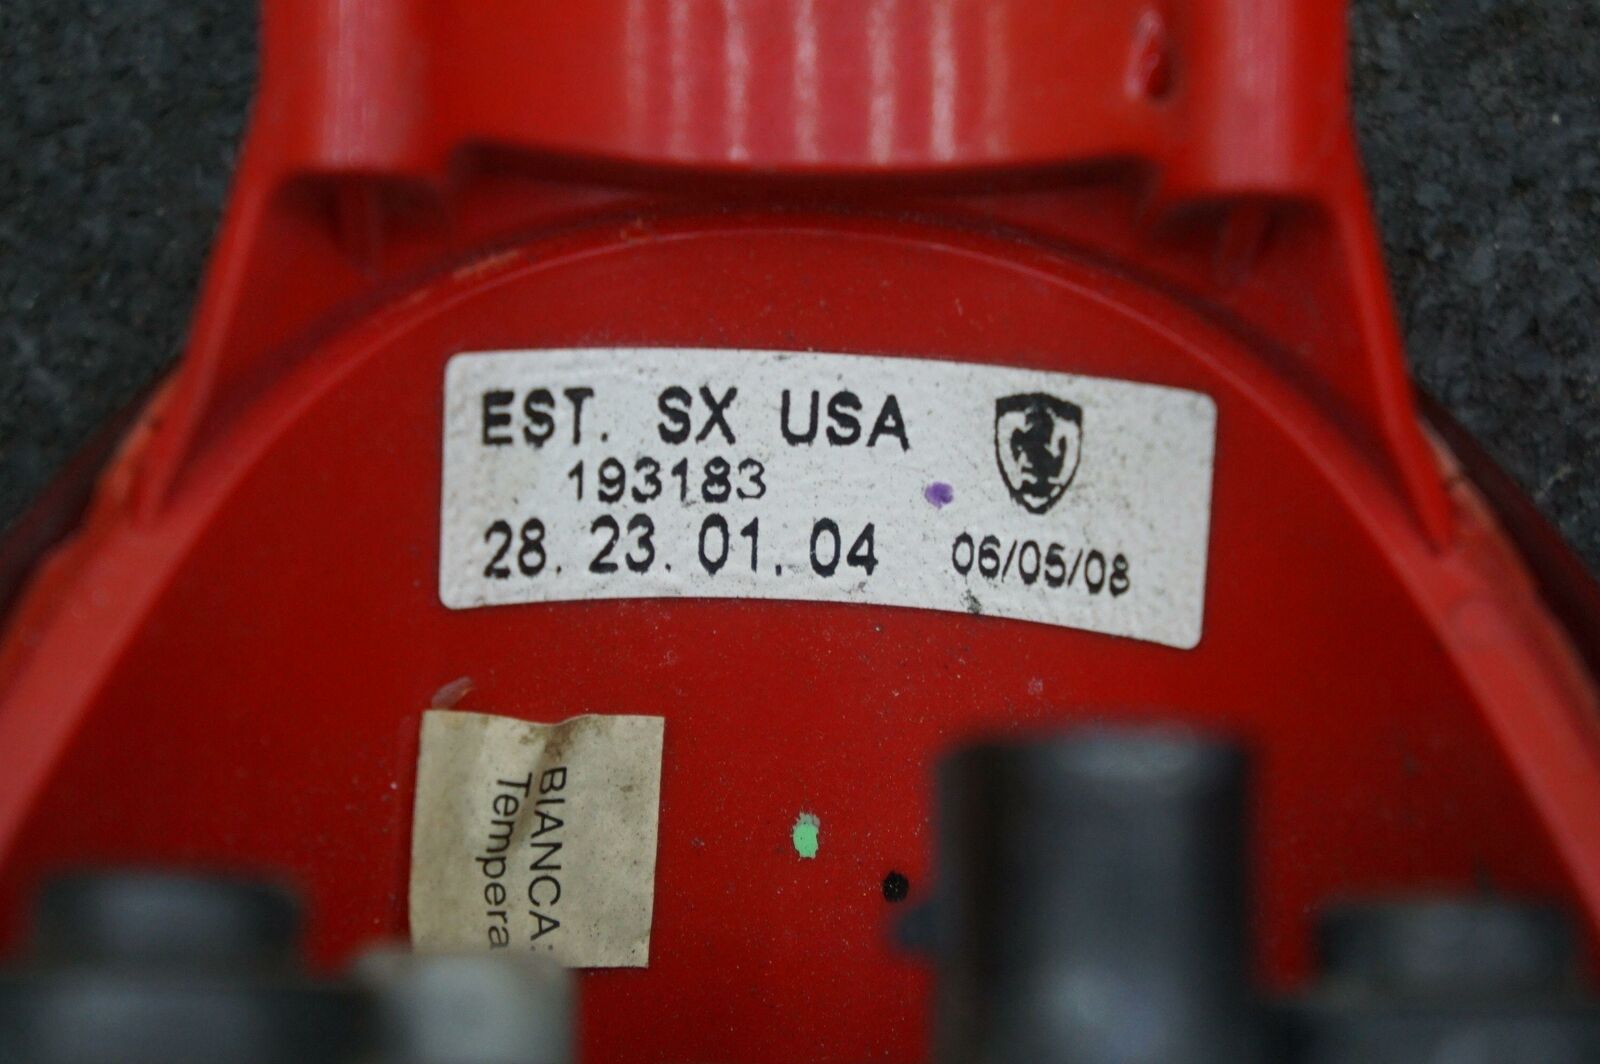 EST. SX USA
193183
28. 23. 01. 04 06/05/08
BIANCA:
Tempera